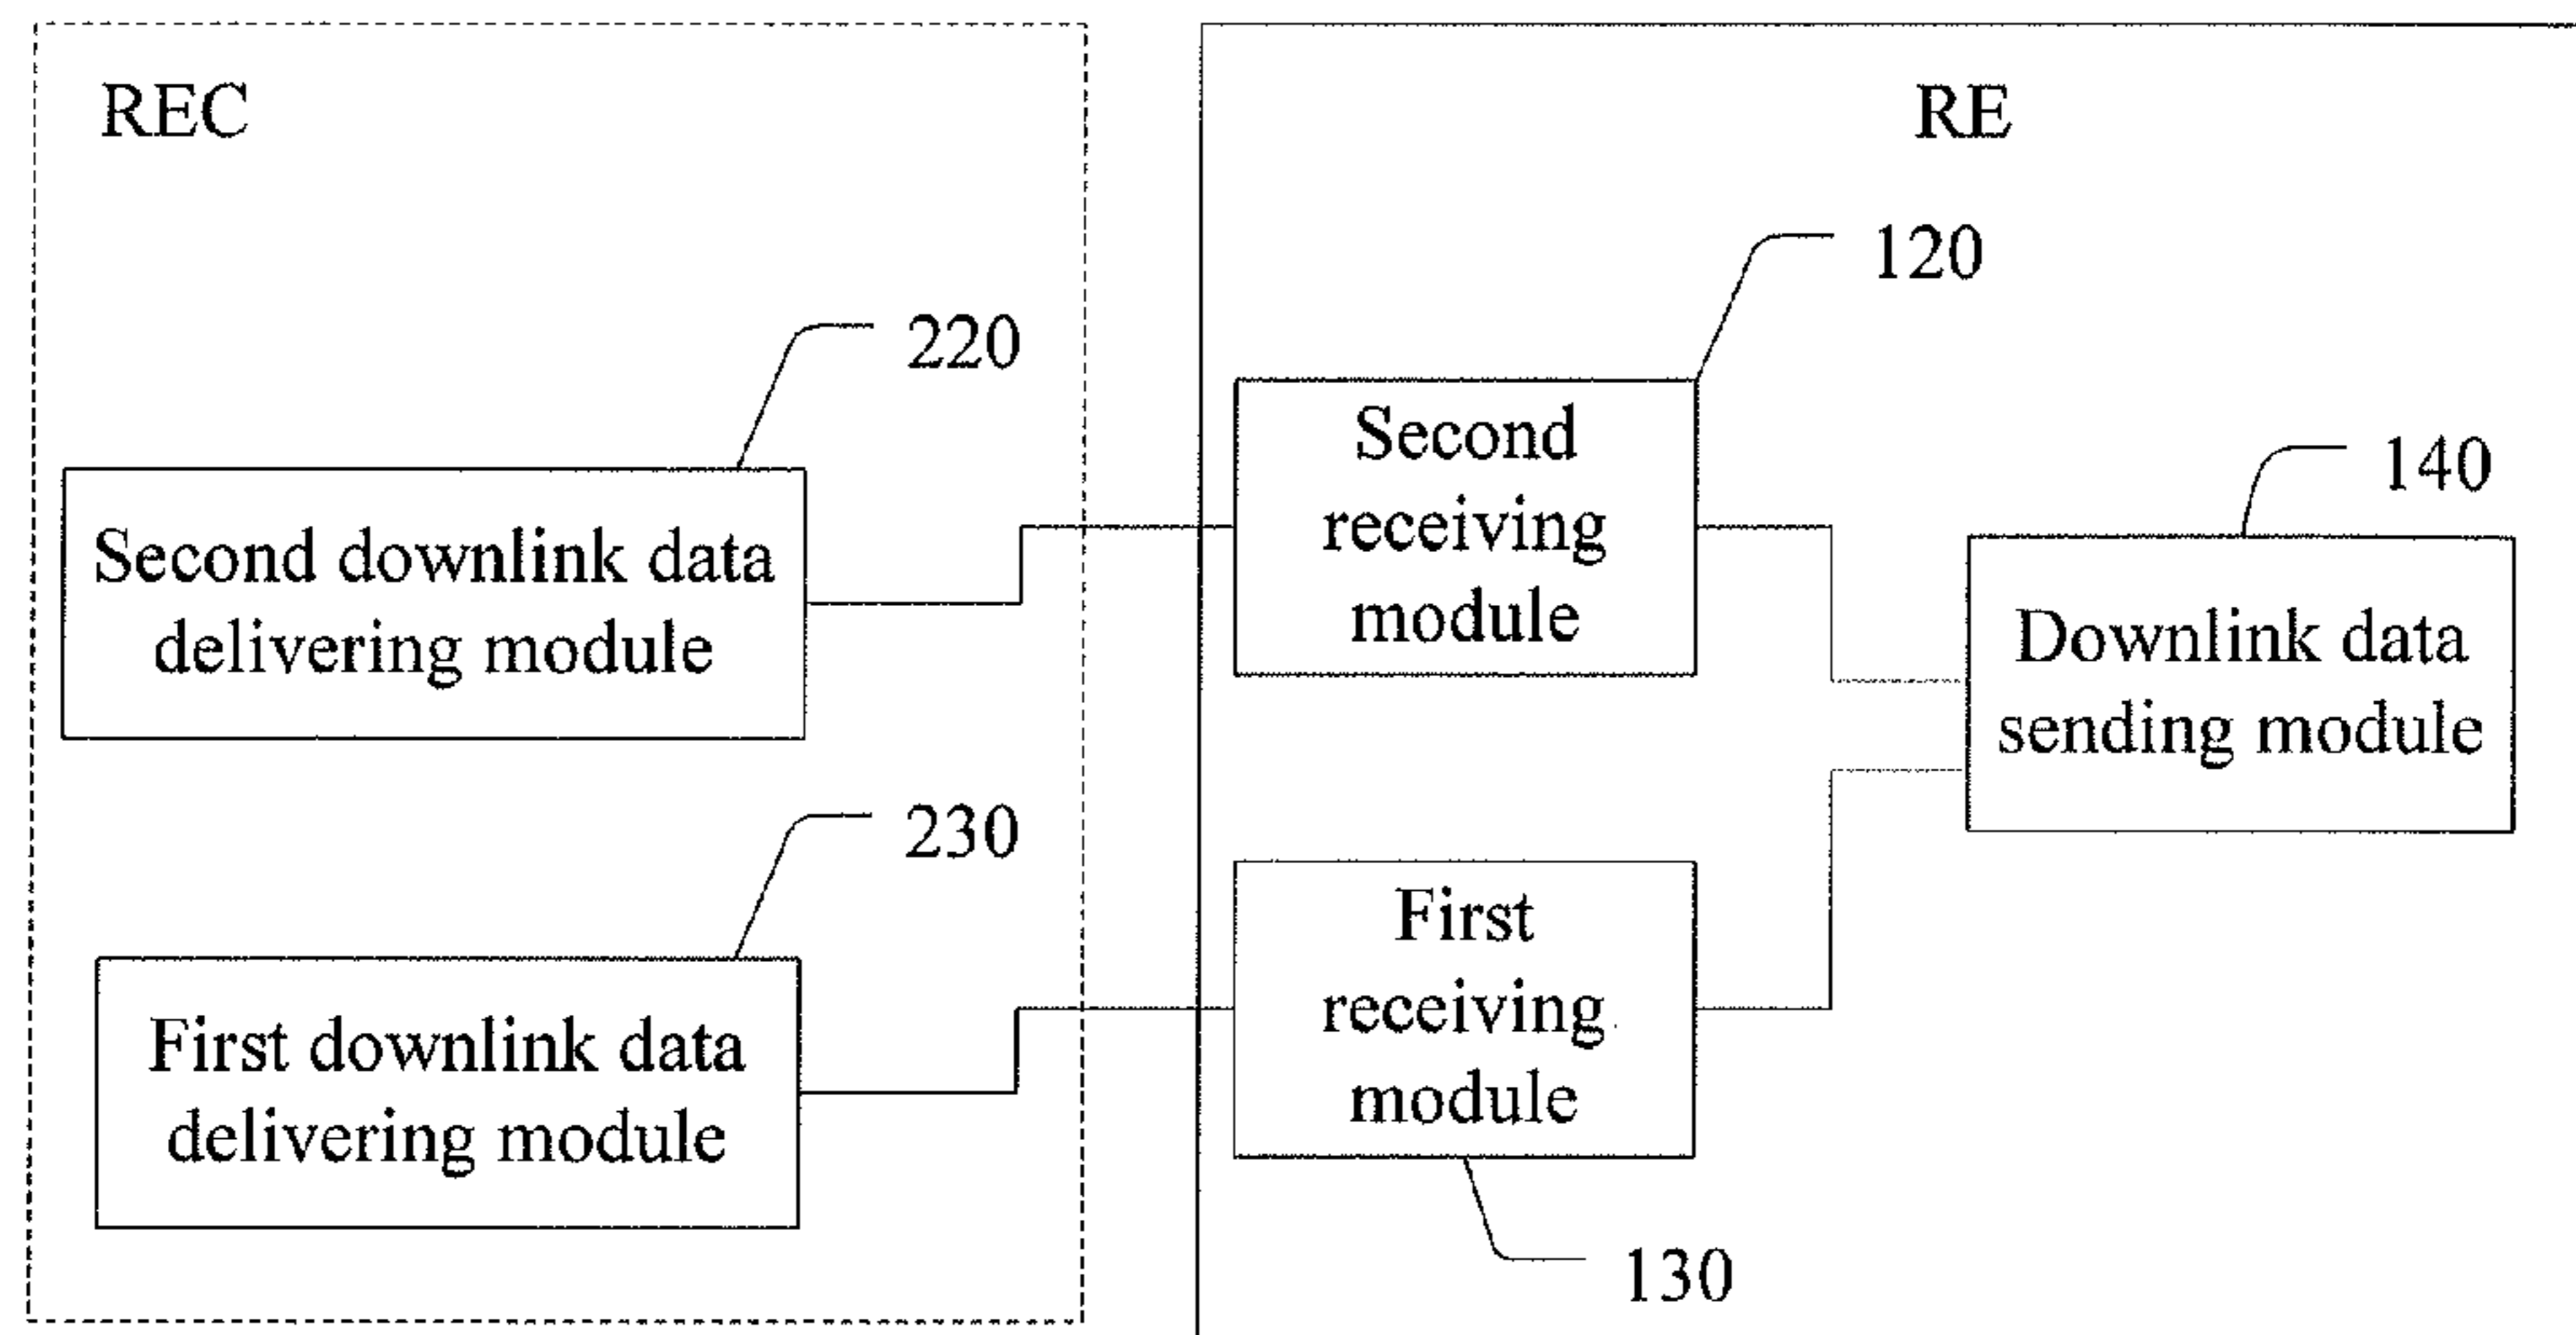 REC
RE
220
120
140
Second downlink data
delivering module
Second
receiving
module
Downlink data
sending module
230
First downlink data
delivering module
First
receiving
module
130